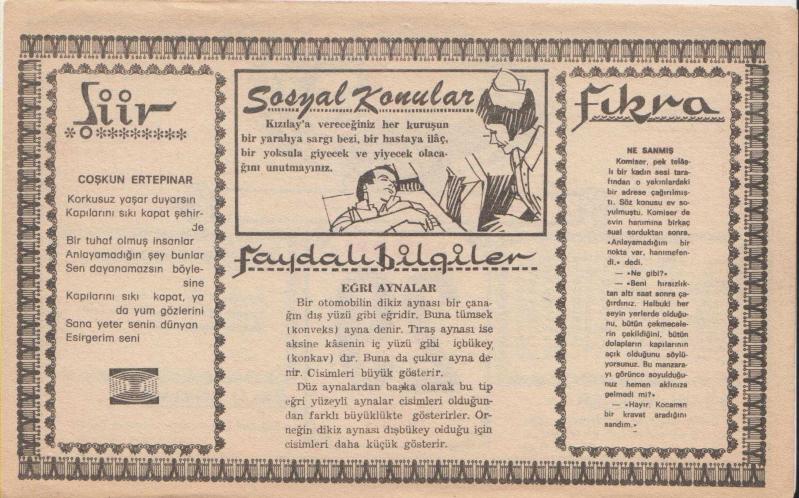 Şiir
COŞKUN ERTEPINAR
Korkusuz yaşar duyarsın
Kapılarını sıkı kapat şehir-
de
Bir tuhaf olmuş insanlar
Anlayamadığın şey bunlar
Sen dayanamazsın böyle-
sine
Kapılarını sıkı kapat, ya
da yum gözlerini
Sana yeter senin dünyan
Esirgerim seni
Sosyal Konular
Kızılay'a vereceğiniz her kuruşun
bir yaralıya sargı bezi, bir hastaya ilâç,
bir yoksula giyecek ve yiyecek olaca-
ğını unutmayınız.
Faydalı bilgiler
EĞRİ AYNALAR
Bir otomobilin dikiz aynası bir çana-
ğın dış yüzü gibi eğridir. Buna tümsek
(konveks) ayna denir. Tıraş aynası ise
aksine kâsenin iç yüzü gibi içbükey
(konkav) dır. Buna da çukur ayna de-
nir. Cisimleri büyük gösterir.
Düz aynalardan başka olarak bu tip
eğri yüzeyli aynalar cisimleri olduğun-
dan farklı büyüklükte gösterirler. Ör-
neğin dikiz aynası dışbükey olduğu için
cisimleri daha küçük gösterir.
Fıkra
NE SANMIŞ
Komiser, pek telâş-
lı bir kadın sesi tara-
fından o yakınlardaki
bir adrese çağırılmış-
tı. Söz konusu ev so-
yulmuştu. Komiser de
evin hanımına birkaç
sual sorduktan sonra,
«Anlayamadığım bir
nokta var, hanımefen-
di.» dedi.
— «Ne gibi?»
— «Beni hırsızlık-
tan altı saat sonra ça-
ğırdınız. Halbuki her
şeyin yerlerde olduğu-
nu, bütün çekmecele-
rin çekildiğini, bütün
dolapların kapılarının
açık olduğunu söylü-
yorsunuz. Bu manzara-
yı görünce soyulduğu-
nuz hemen aklınıza
gelmedi mi?»
— «Hayır, Kocamın
bir kravat aradığını
sandım.»